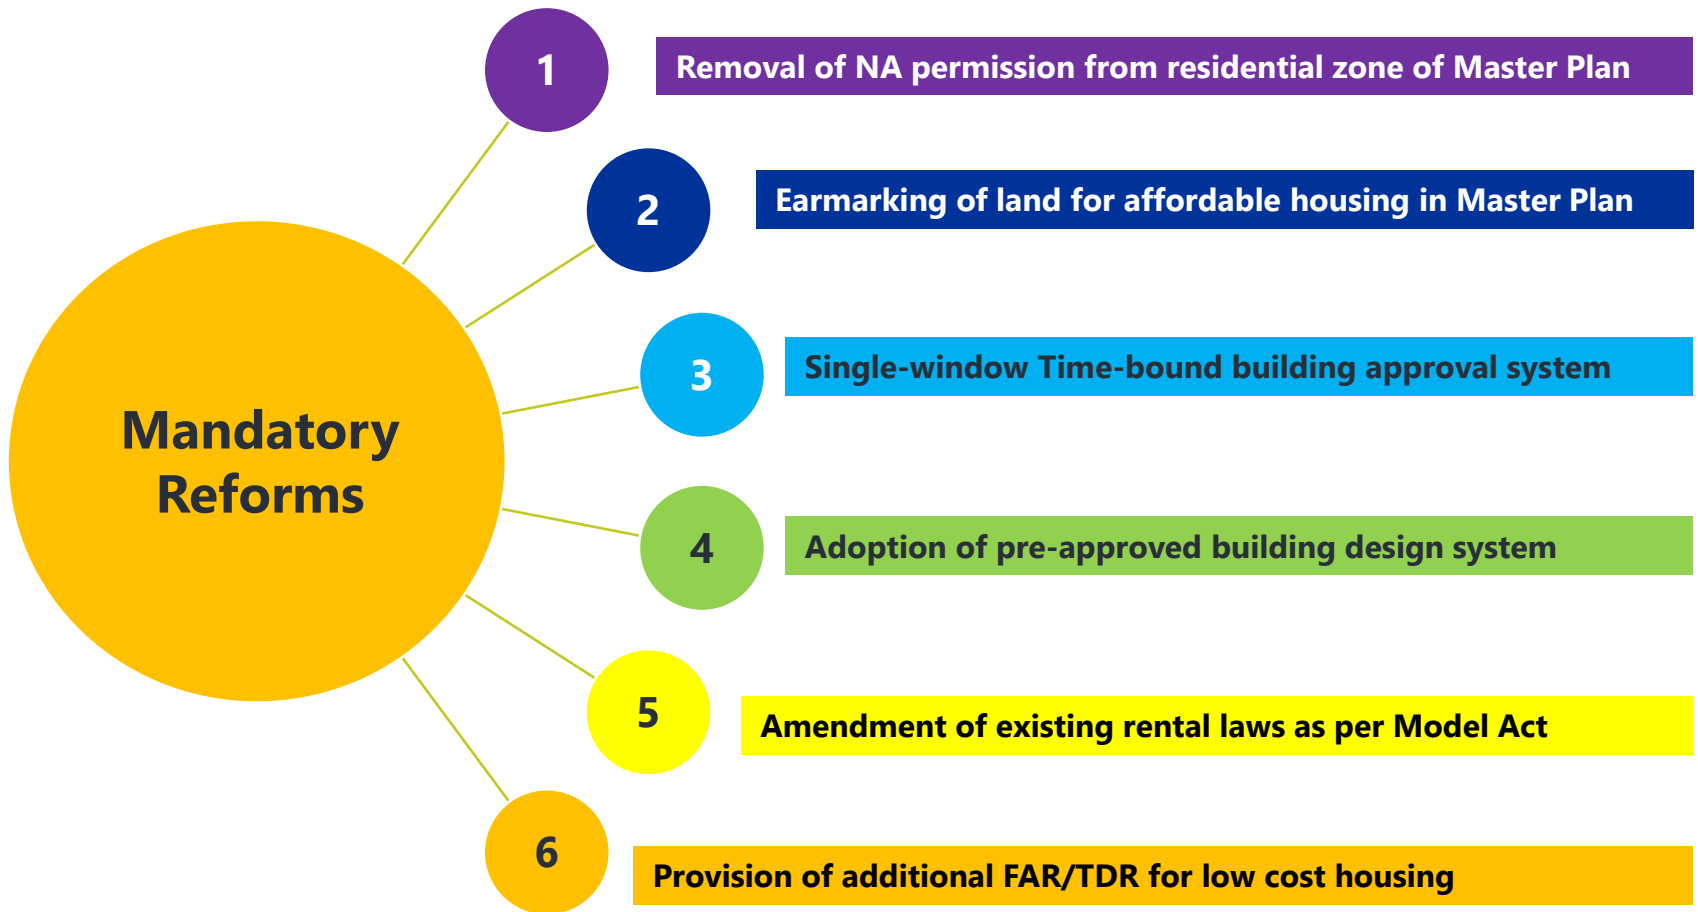 1
Removal of NA permission from residential zone of Master Plan
2
Earmarking of land for affordable housing in Master Plan
3
Single-window Time-bound building approval system
Mandatory
Reforms
4
Adoption of pre-approved building design system
5
Amendment of existing rental laws as per Model Act
6
Provision of additional FAR/TDR for low cost housing